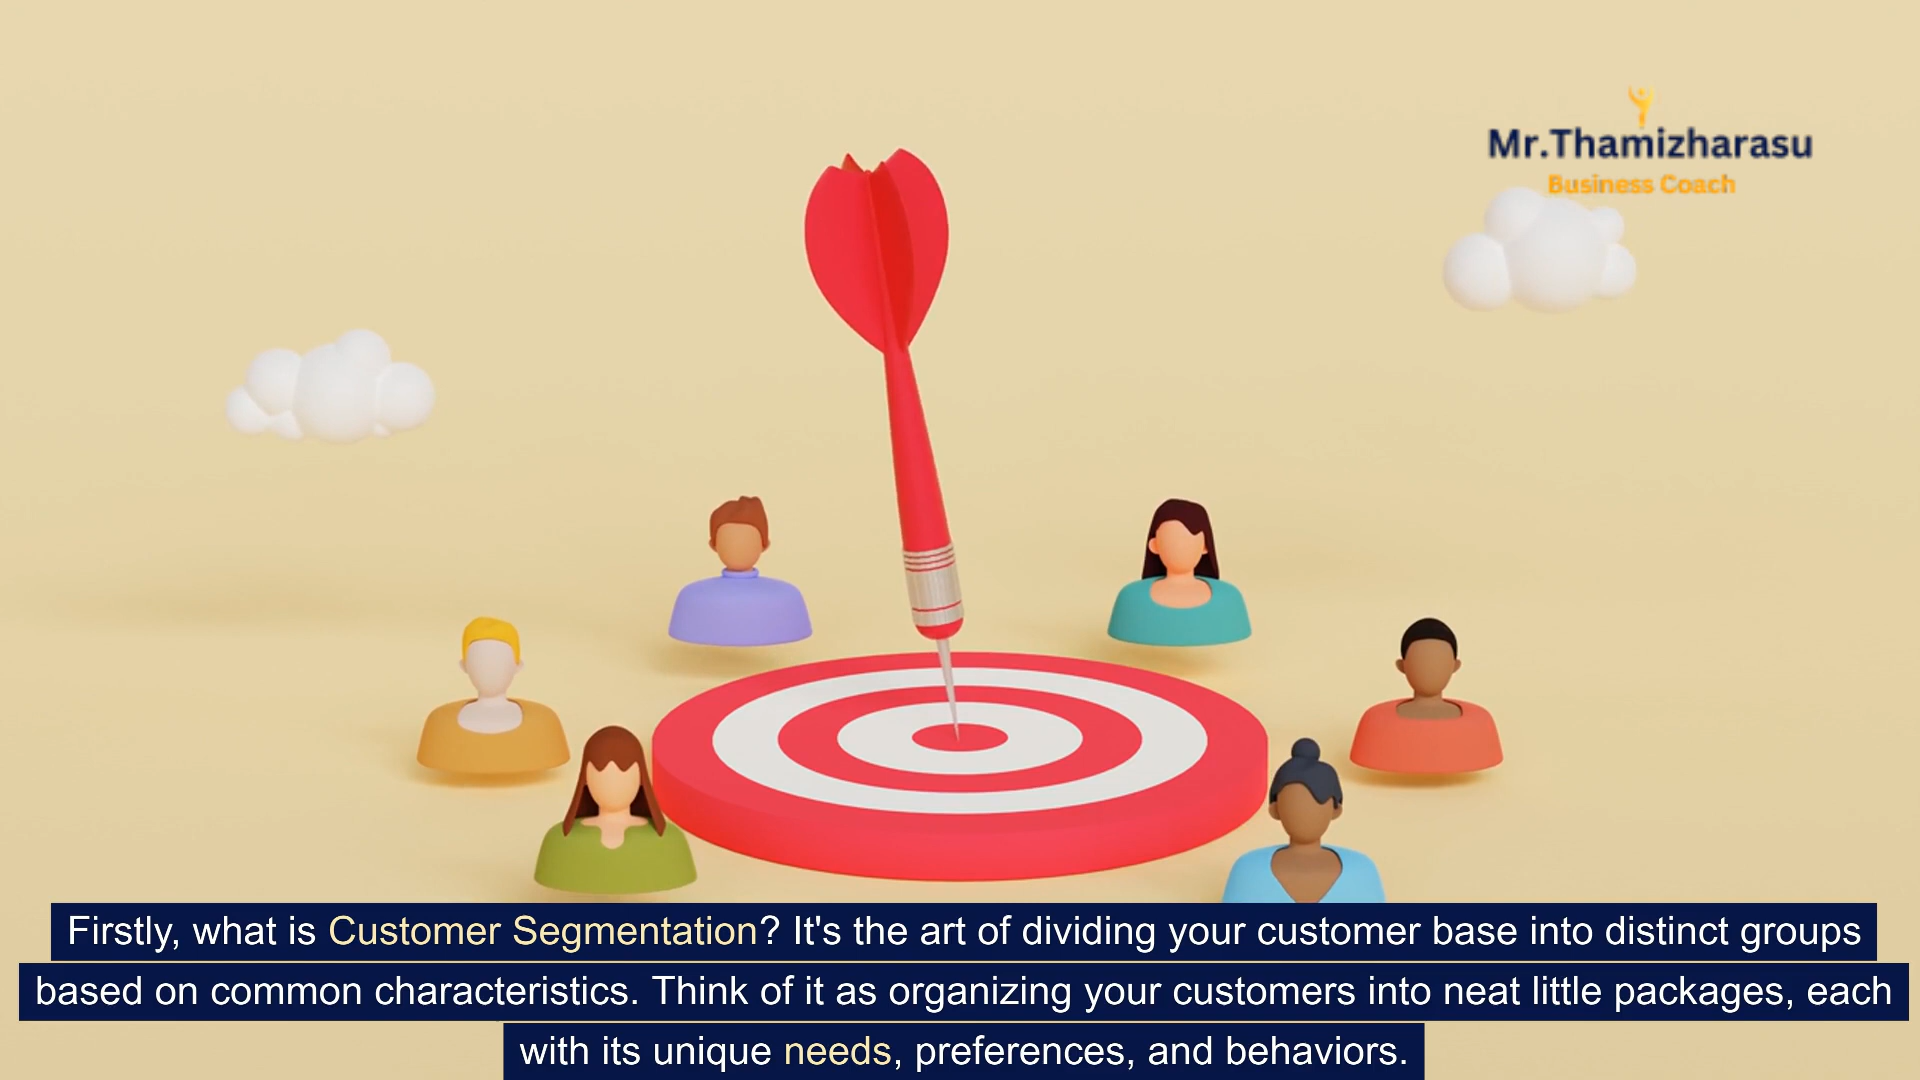 Mr.Thamizharasu
Business Coach
Firstly, what is Customer Segmentation? It's the art of dividing your customer base into distinct groups
based on common characteristics. Think of it as organizing your customers into neat little packages, each
with its unique needs, preferences, and behaviors.